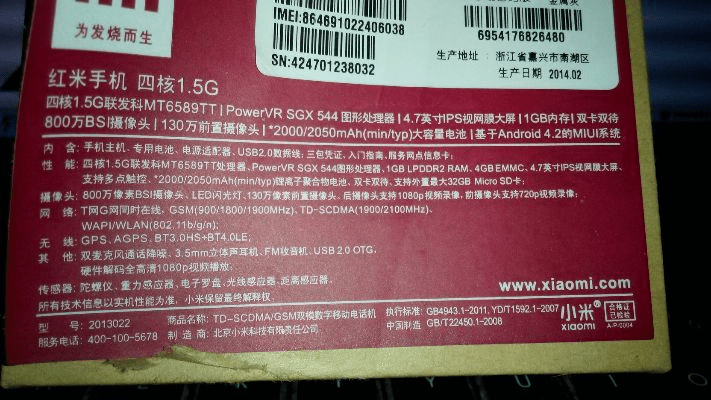 为发烧而生
IMEI:864691022406038
SN:424701238032
6954176826480
生产地址:浙江省嘉兴市南湖区
生产日期 2014.02
红米手机 四核1.5G
四核1.5G联发科MT6589TT | PowerVR SGX 544 图形处理器 | 4.7英寸IPS视网膜大屏 | 1GB内存 | 双卡双待
800万BSI摄像头 | 130万前置摄像头 | *2000/2050mAh(min/typ)大容量电池 | 基于Android 4.2的MIUI系统
内 含: 手机主机、专用电池、电源适配器、USB2.0数据线、三包凭证、入门指南、服务网点信息卡;
性 能: 四核1.5G联发科MT6589TT处理器、PowerVR SGX 544图形处理器、1GB LPDDR2 RAM、4GB EMMC、4.7英寸IPS视网膜大屏、
支持多点触控、*2000/2050mAh(min/typ)锂离子聚合物电池、双卡双待、支持外置最大32GB Micro SD卡;
摄像头: 800万像素BSI摄像头、LED闪光灯、130万像素前置摄像头、后摄像头支持1080p视频录像、前摄像头支持720p视频录像;
网 络: T网G网同时在线、GSM(900/1800/1900MHz)、TD-SCDMA(1900/2100MHz)、
WAPI/WLAN(802.11b/g/n);
无 线: GPS、AGPS、BT3.0HS+BT4.0LE;
其 他: 双麦克风通话降噪、3.5mm立体声耳机、FM收音机、USB 2.0 OTG、
硬件解码全高清1080p视频播放;
传感器: 陀螺仪、重力感应器、电子罗盘、光线感应器、距离感应器.
所有技术信息以实机性能为准,小米保留最终解释权.
www.xiaomi.com
型 号: 2013022 商品名称: TD-SCDMA/GSM双模数字移动电话机 执行标准: GB4943.1-2011, YD/T1592.1-2007
服务电话: 400-100-5678 制 造 商: 北京小米科技有限责任公司 中国制造 GB/T22450.1-2008
小米
xiaomi
合格证
已检验
AJP-0004